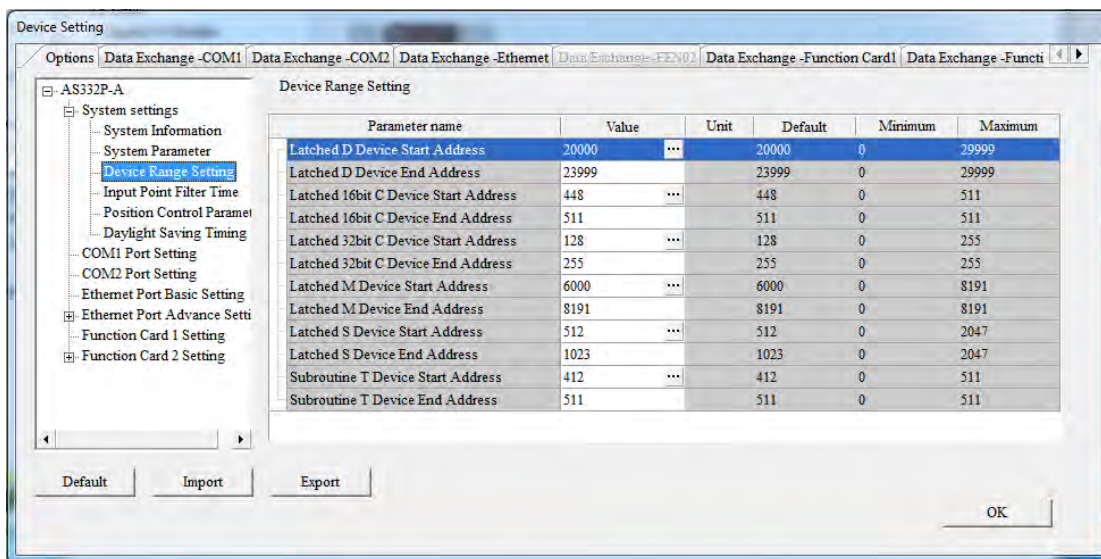 Device Setting
Options Data Exchange -COM1 Data Exchange -COM2 Data Exchange -Ethernet Data Exchange -FEN02 Data Exchange -Function Card1 Data Exchange -Functi
AS332P-A
System settings
System Information
System Parameter
Device Range Setting
Input Point Filter Time
Position Control Paramet
Daylight Saving Timing
COM1 Port Setting
COM2 Port Setting
Ethernet Port Basic Setting
Ethernet Port Advance Setti
Function Card 1 Setting
Function Card 2 Setting
Device Range Setting
Parameter name Value Unit Default Minimum Maximum
Latched D Device Start Address 20000 ... 20000 0 29999
Latched D Device End Address 23999 23999 0 29999
Latched 16bit C Device Start Address 448 ... 448 0 511
Latched 16bit C Device End Address 511 511 0 511
Latched 32bit C Device Start Address 128 ... 128 0 255
Latched 32bit C Device End Address 255 255 0 255
Latched M Device Start Address 6000 ... 6000 0 8191
Latched M Device End Address 8191 8191 0 8191
Latched S Device Start Address 512 ... 512 0 2047
Latched S Device End Address 1023 1023 0 2047
Subroutine T Device Start Address 412 ... 412 0 511
Subroutine T Device End Address 511 511 0 511
Default Import Export
OK